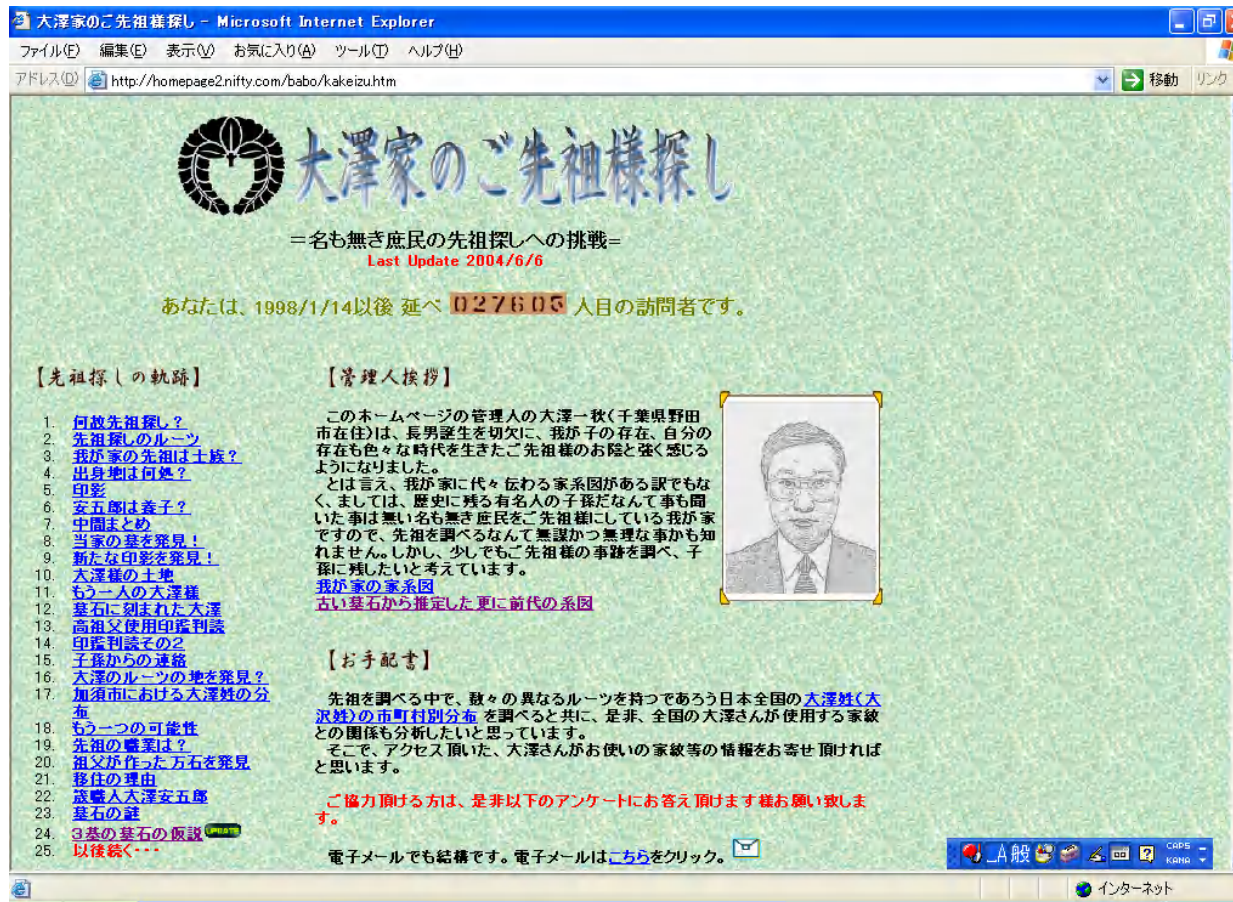 大澤家のご先祖様探し - Microsoft Internet Explorer
ファイル(F) 編集(E) 表示(V) お気に入り(A) ツール(T) ヘルプ(H)
アドレス(D) http://homepage2.nifty.com/babo/kakeizu.htm 移動 リンク
大澤家のご先祖様探し
=名も無き庶民の先祖探しへの挑戦=
Last Update 2004/6/6
あなたは、1998/1/14以後 延べ 027605 人目の訪問者です。
【先祖探しの軌跡】
1. 何故先祖探し?
2. 先祖探しのルーツ
3. 我が家の先祖は士族?
4. 出身地は何処?
5. 印影
6. 安五郎は養子?
7. 中間まとめ
8. 当家の墓を発見!
9. 新たな印影を発見!
10. 大澤様の土地
11. もう一人の大澤様
12. 墓石に刻まれた大澤
13. 高祖父使用印鑑判読
14. 印鑑判読その2
15. 子孫からの連絡
16. 大澤のルーツの地を発見?
17. 加須市における大澤姓の分
布
18. もう一つの可能性
19. 先祖の職業は?
20. 祖父が作った万石を発見
21. 移住の理由
22. 蓑職人大澤安五郎
23. 墓石の謎
24. 3基の墓石の仮説 UPDATE
25. 以後続く・・・
【管理人挨拶】
このホームページの管理人の大澤一秋(千葉県野田
市在住)は、長男誕生を切欠に、我が子の存在、自分の
存在も色々な時代を生きたご先祖様のお陰と強く感じる
ようになりました。
とは言え、我が家に代々伝わる家系図がある訳でもな
く、ましては、歴史に残る有名人の子孫だなんて事も聞
いた事は無い名も無き庶民をご先祖様にしている我が家
ですので、先祖を調べるなんて無謀かつ無理な事かも知
れません。しかし、少しでもご先祖様の事跡を調べ、子
孫に残したいと考えています。
我が家の家系図
古い墓石から推定した更に前代の系図
【お手配書】
先祖を調べる中で、数々の異なるルーツを持つであろう日本全国の大澤姓(大
沢姓)の市町村別分布 を調べると共に、是非、全国の大澤さんが使用する家紋
との関係も分析したいと思っています。
そこで、アクセス頂いた、大澤さんがお使いの家紋等の情報をお寄せ頂ければ
と思います。
ご協力頂ける方は、是非以下のアンケートにお答え頂けます様お願い致しま
す。
電子メールでも結構です。電子メールはこちらをクリック。
_A 般 CAPS
KANA
インターネット